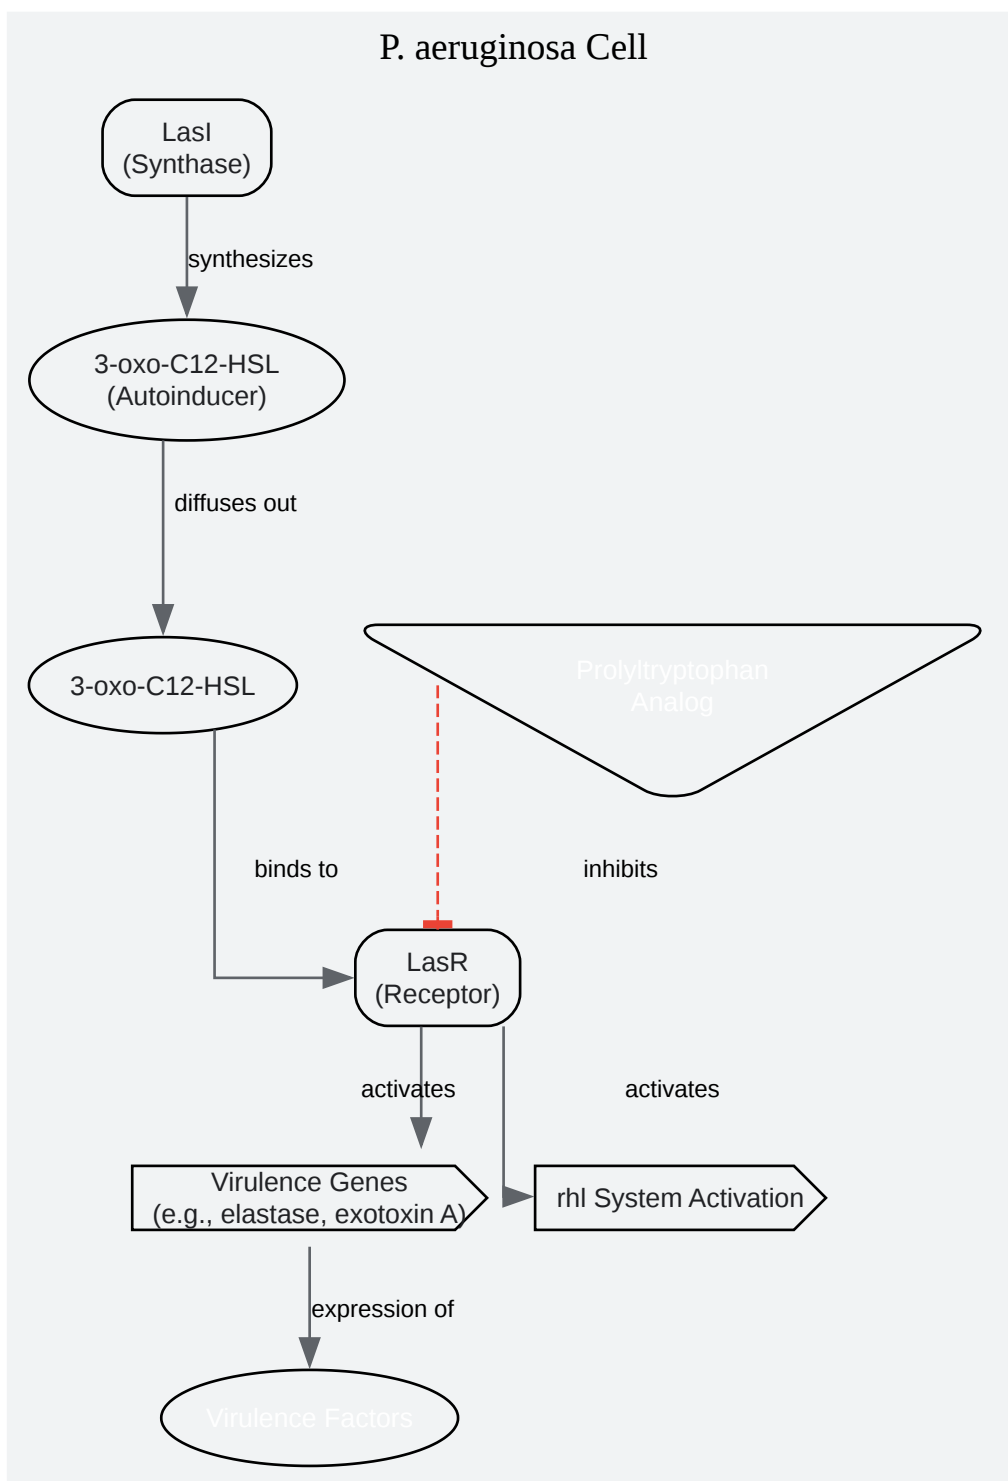 P. aeruginosa Cell
LasI
(Synthase)
synthesizes
3-oxo-C12-HSL
(Autoinducer)
diffuses out
3-oxo-C12-HSL
Prolyltryptophan
Analog
binds to
inhibits
LasR
(Receptor)
activates
activates
Virulence Genes
(e.g., elastase, exotoxin A)
rhl System Activation
expression of
Virulence Factors